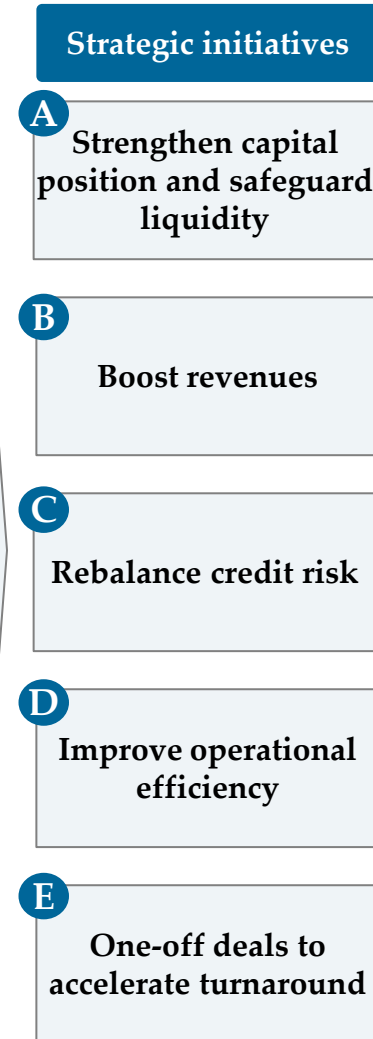 Strategic initiatives
A
Strengthen capital
position and safeguard
liquidity
B
Boost revenues
C
Rebalance credit risk
D
Improve operational
efficiency
E
One-off deals to
accelerate turnaround